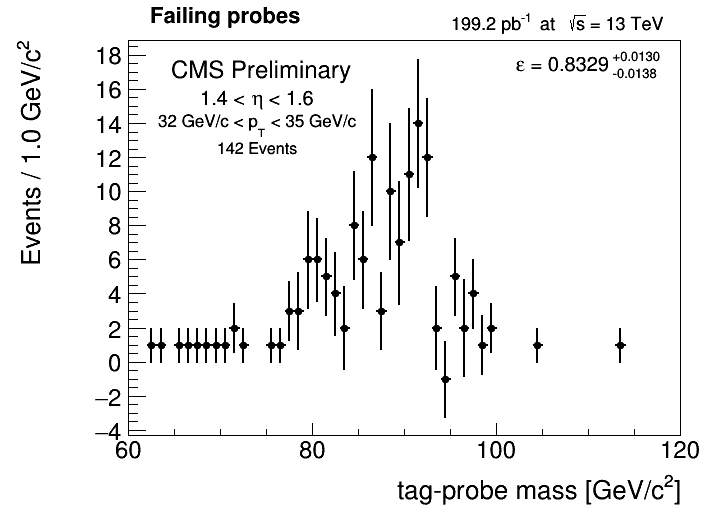 Failing probes
199.2 pb⁻¹ at √s = 13 TeV
CMS Preliminary
1.4 < η < 1.6
32 GeV/c < p_T < 35 GeV/c
142 Events
ε = 0.8329 +0.0130 -0.0138
Events / 1.0 GeV/c²
18
16
14
12
10
8
6
4
2
0
−2
−4
60 80 100 120
tag-probe mass [GeV/c²]